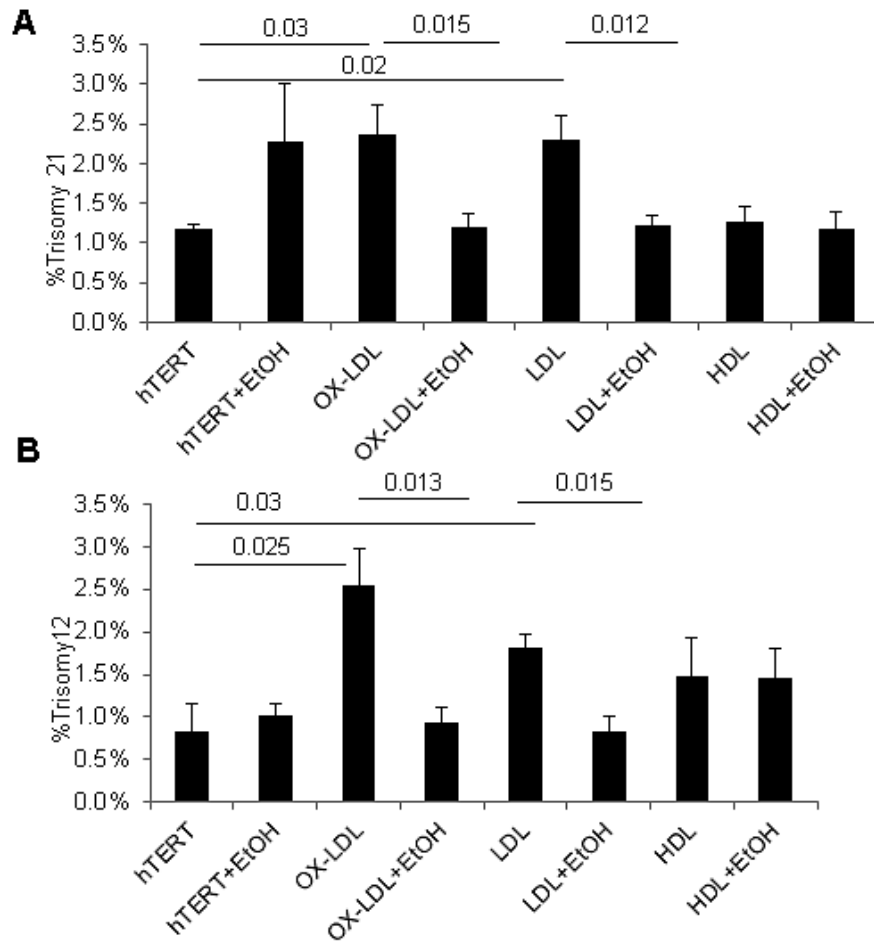 A
0.03
0.015
0.012
0.02
3.5%
3.0%
2.5%
2.0%
1.5%
1.0%
0.5%
0.0%
%Trisomy 21
hTERT
hTERT+EtOH
OX-LDL
OX-LDL+EtOH
LDL
LDL+EtOH
HDL
HDL+EtOH
B
0.013
0.015
0.03
0.025
3.5%
3.0%
2.5%
2.0%
1.5%
1.0%
0.5%
0.0%
%Trisomy12
hTERT
hTERT+EtOH
OX-LDL
OX-LDL+EtOH
LDL
LDL+EtOH
HDL
HDL+EtOH